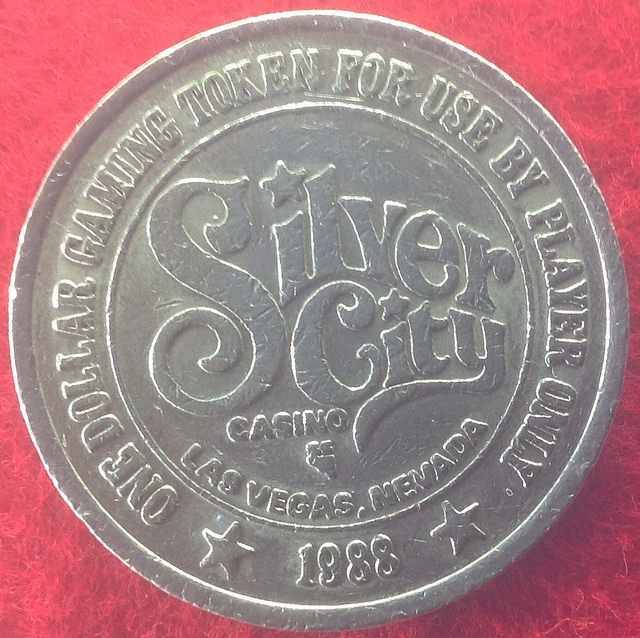 ONE DOLLAR GAMING TOKEN FOR USE BY PLAYER ONLY
Silver
City
CASINO
LAS VEGAS, NEVADA
1988